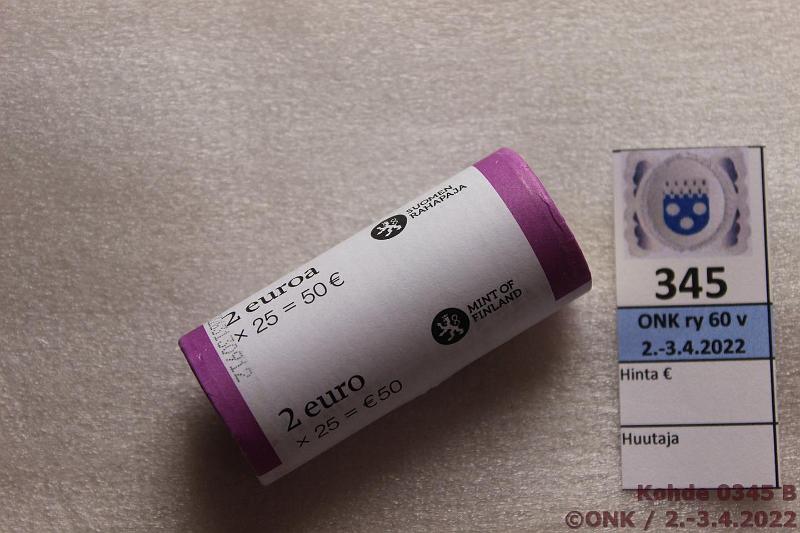 SUOMEN
RAHAPAJA
2 euroa
× 25 = 50 €
MINT OF
FINLAND
2 euro
× 25 = €50
345
ONK ry 60 v
2.-3.4.2022
Hinta €
Huutaja
Kohde 0345 B
©ONK / 2.-3.4.2022